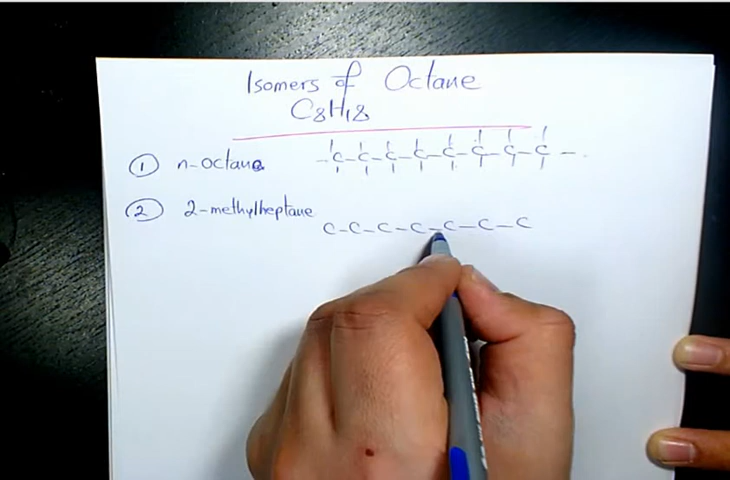 Isomers of Octane
C8H18
1 n-octane
-C-C-C-C-C-C-C-C-
2 2-methylheptane
C-C-C-C-C-C-C